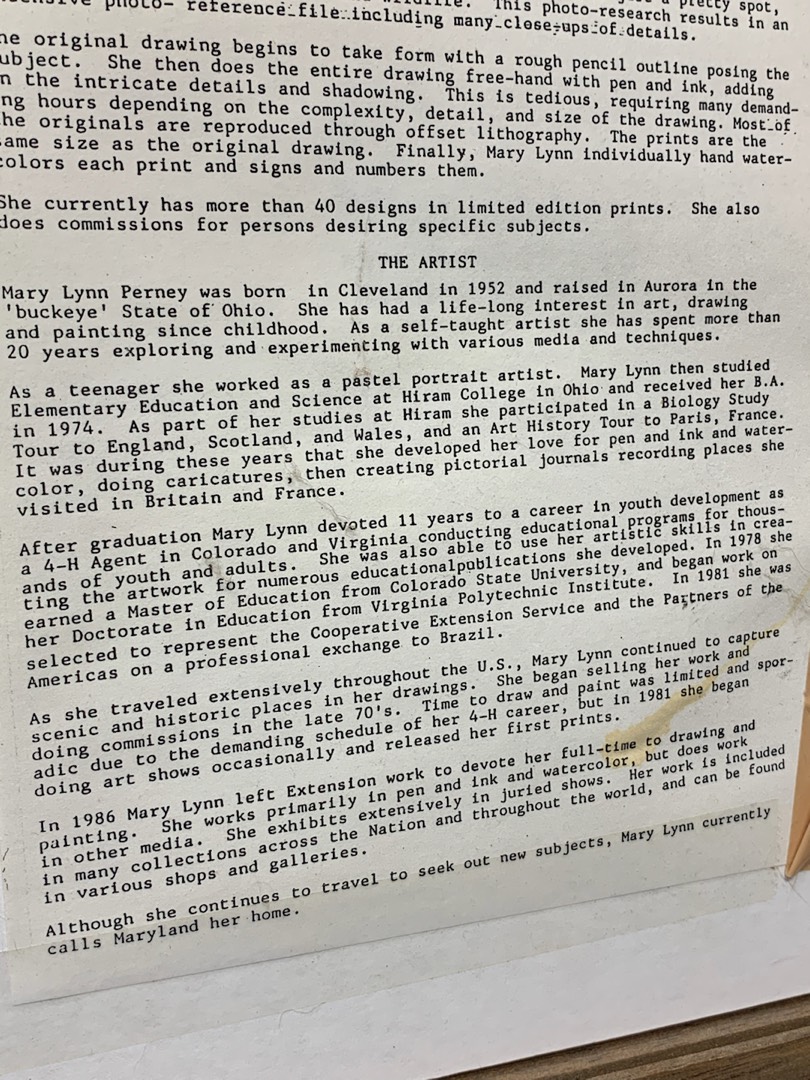 photo- reference file including many close-ups of details. This photo-research results in an
pretty spot,
he original drawing begins to take form with a rough pencil outline posing the
ubject. She then does the entire drawing free-hand with pen and ink, adding
n the intricate details and shadowing. This is tedious, requiring many demand-
ng hours depending on the complexity, detail, and size of the drawing. Most of
he originals are reproduced through offset lithography. The prints are the
ame size as the original drawing. Finally, Mary Lynn individually hand water-
colors each print and signs and numbers them.
She currently has more than 40 designs in limited edition prints. She also
does commissions for persons desiring specific subjects.
THE ARTIST
Mary Lynn Perney was born in Cleveland in 1952 and raised in Aurora in the
'buckeye' State of Ohio. She has had a life-long interest in art, drawing
and painting since childhood. As a self-taught artist she has spent more than
20 years exploring and experimenting with various media and techniques.
As a teenager she worked as a pastel portrait artist. Mary Lynn then studied
Elementary Education and Science at Hiram College in Ohio and received her B.A.
in 1974. As part of her studies at Hiram she participated in a Biology Study
Tour to England, Scotland, and Wales, and an Art History Tour to Paris, France.
It was during these years that she developed her love for pen and ink and water-
color, doing caricatures, then creating pictorial journals recording places she
visited in Britain and France.
After graduation Mary Lynn devoted 11 years to a career in youth development as
a 4-H Agent in Colorado and Virginia conducting educational programs for thous-
ands of youth and adults. She was also able to use her artistic skills in crea-
ting the artwork for numerous educationalpublications she developed. In 1978 she
earned a Master of Education from Colorado State University, and began work on
her Doctorate in Education from Virginia Polytechnic Institute. In 1981 she was
selected to represent the Cooperative Extension Service and the Partners of the
Americas on a professional exchange to Brazil.
As she traveled extensively throughout the U.S., Mary Lynn continued to capture
scenic and historic places in her drawings. She began selling her work and
doing commissions in the late 70's. Time to draw and paint was limited and spor-
adic due to the demanding schedule of her 4-H career, but in 1981 she began
doing art shows occasionally and released her first prints.
In 1986 Mary Lynn left Extension work to devote her full-time to drawing and
painting. She works primarily in pen and ink and watercolor, but does work
in other media. She exhibits extensively in juried shows. Her work is included
in many collections across the Nation and throughout the world, and can be found
in various shops and galleries.
Although she continues to travel to seek out new subjects, Mary Lynn currently
calls Maryland her home.